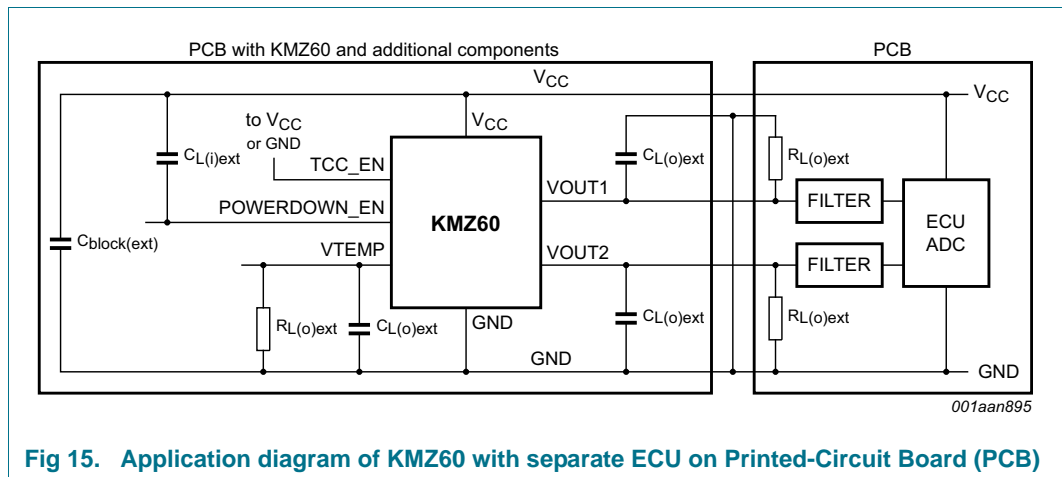 PCB with KMZ60 and additional components
PCB
VCC
VCC
to VCC
or GND
VCC
CL(i)ext
TCC_EN
CL(o)ext
RL(o)ext
VOUT1
FILTER
POWERDOWN_EN
KMZ60
ECU
ADC
Cblock(ext)
VTEMP
VOUT2
FILTER
RL(o)ext
CL(o)ext
GND
CL(o)ext
RL(o)ext
GND
GND
001aan895
Fig 15. Application diagram of KMZ60 with separate ECU on Printed-Circuit Board (PCB)